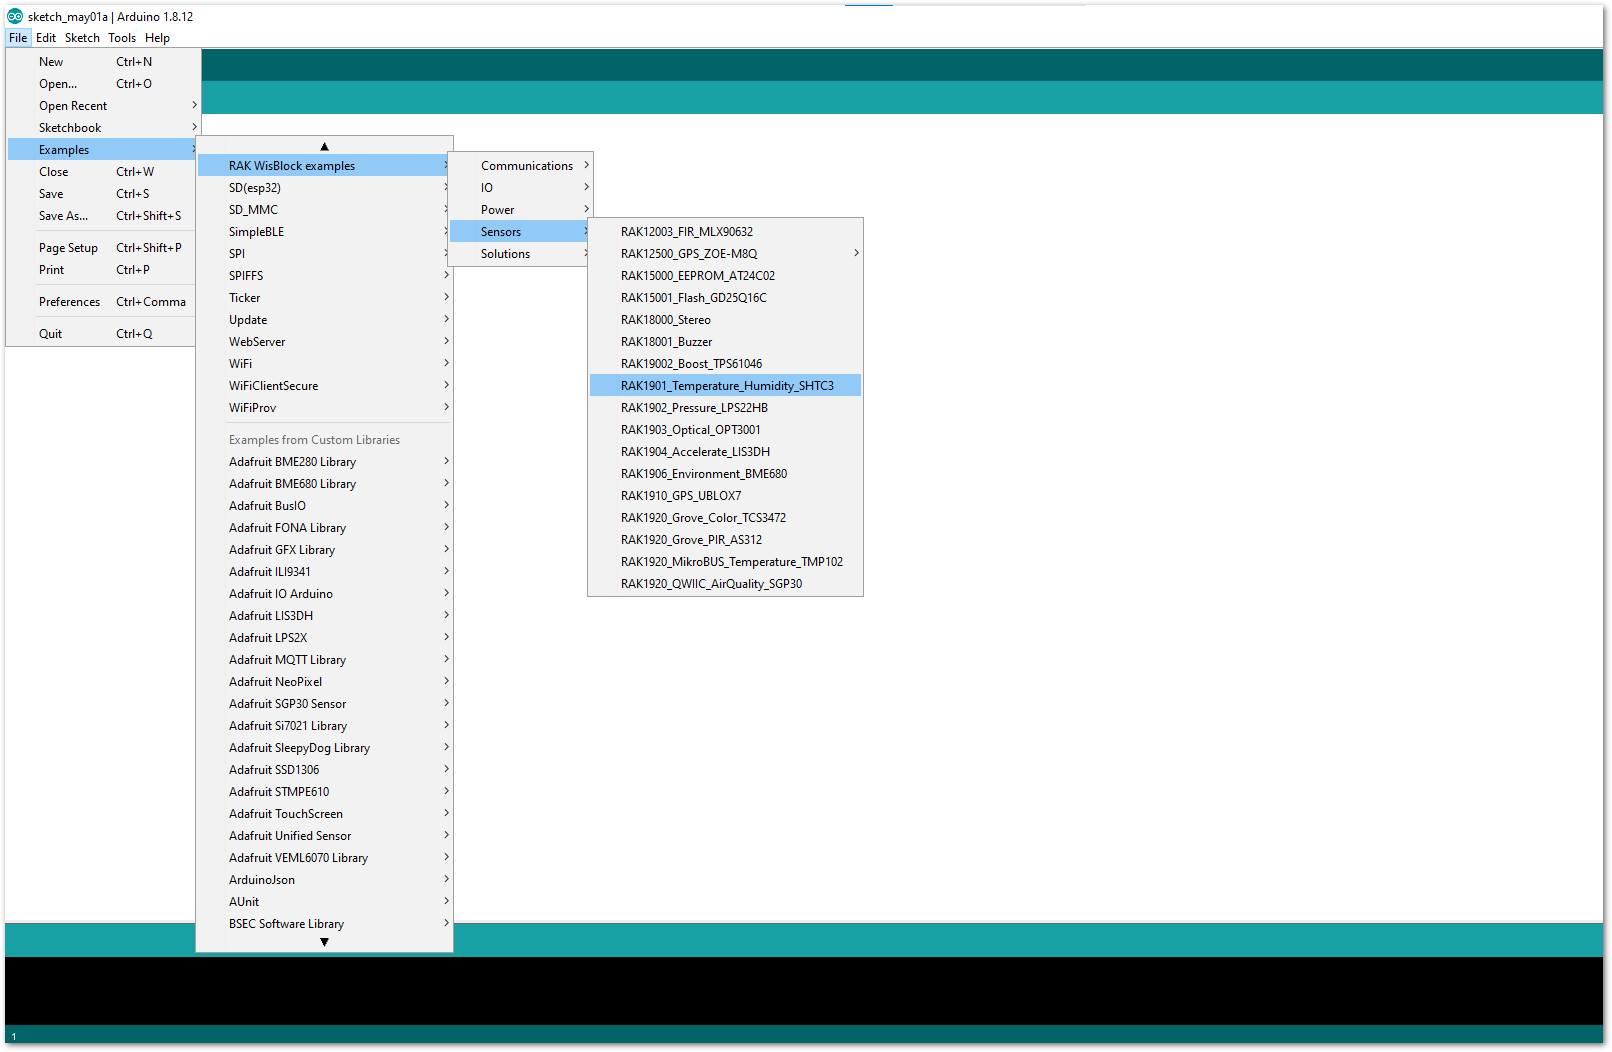 sketch_may01a | Arduino 1.8.12
File Edit Sketch Tools Help
New Ctrl+N
Open... Ctrl+O
Open Recent
Sketchbook
Examples
Close Ctrl+W
Save Ctrl+S
Save As... Ctrl+Shift+S
Page Setup Ctrl+Shift+P
Print Ctrl+P
Preferences Ctrl+Comma
Quit Ctrl+Q
RAK WisBlock examples
SD(esp32)
SD_MMC
SimpleBLE
SPI
SPIFFS
Ticker
Update
WebServer
WiFi
WiFiClientSecure
WiFiProv
Examples from Custom Libraries
Adafruit BME280 Library
Adafruit BME680 Library
Adafruit BusIO
Adafruit FONA Library
Adafruit GFX Library
Adafruit ILI9341
Adafruit IO Arduino
Adafruit LIS3DH
Adafruit LPS2X
Adafruit MQTT Library
Adafruit NeoPixel
Adafruit SGP30 Sensor
Adafruit Si7021 Library
Adafruit SleepyDog Library
Adafruit SSD1306
Adafruit STMPE610
Adafruit TouchScreen
Adafruit Unified Sensor
Adafruit VEML6070 Library
ArduinoJson
AUnit
BSEC Software Library
Communications
IO
Power
Sensors
Solutions
RAK12003_FIR_MLX90632
RAK12500_GPS_ZOE-M8Q
RAK15000_EEPROM_AT24C02
RAK15001_Flash_GD25Q16C
RAK18000_Stereo
RAK18001_Buzzer
RAK19002_Boost_TPS61046
RAK1901_Temperature_Humidity_SHTC3
RAK1902_Pressure_LPS22HB
RAK1903_Optical_OPT3001
RAK1904_Accelerate_LIS3DH
RAK1906_Environment_BME680
RAK1910_GPS_UBLOX7
RAK1920_Grove_Color_TCS3472
RAK1920_Grove_PIR_AS312
RAK1920_MikroBUS_Temperature_TMP102
RAK1920_QWIIC_AirQuality_SGP30
1